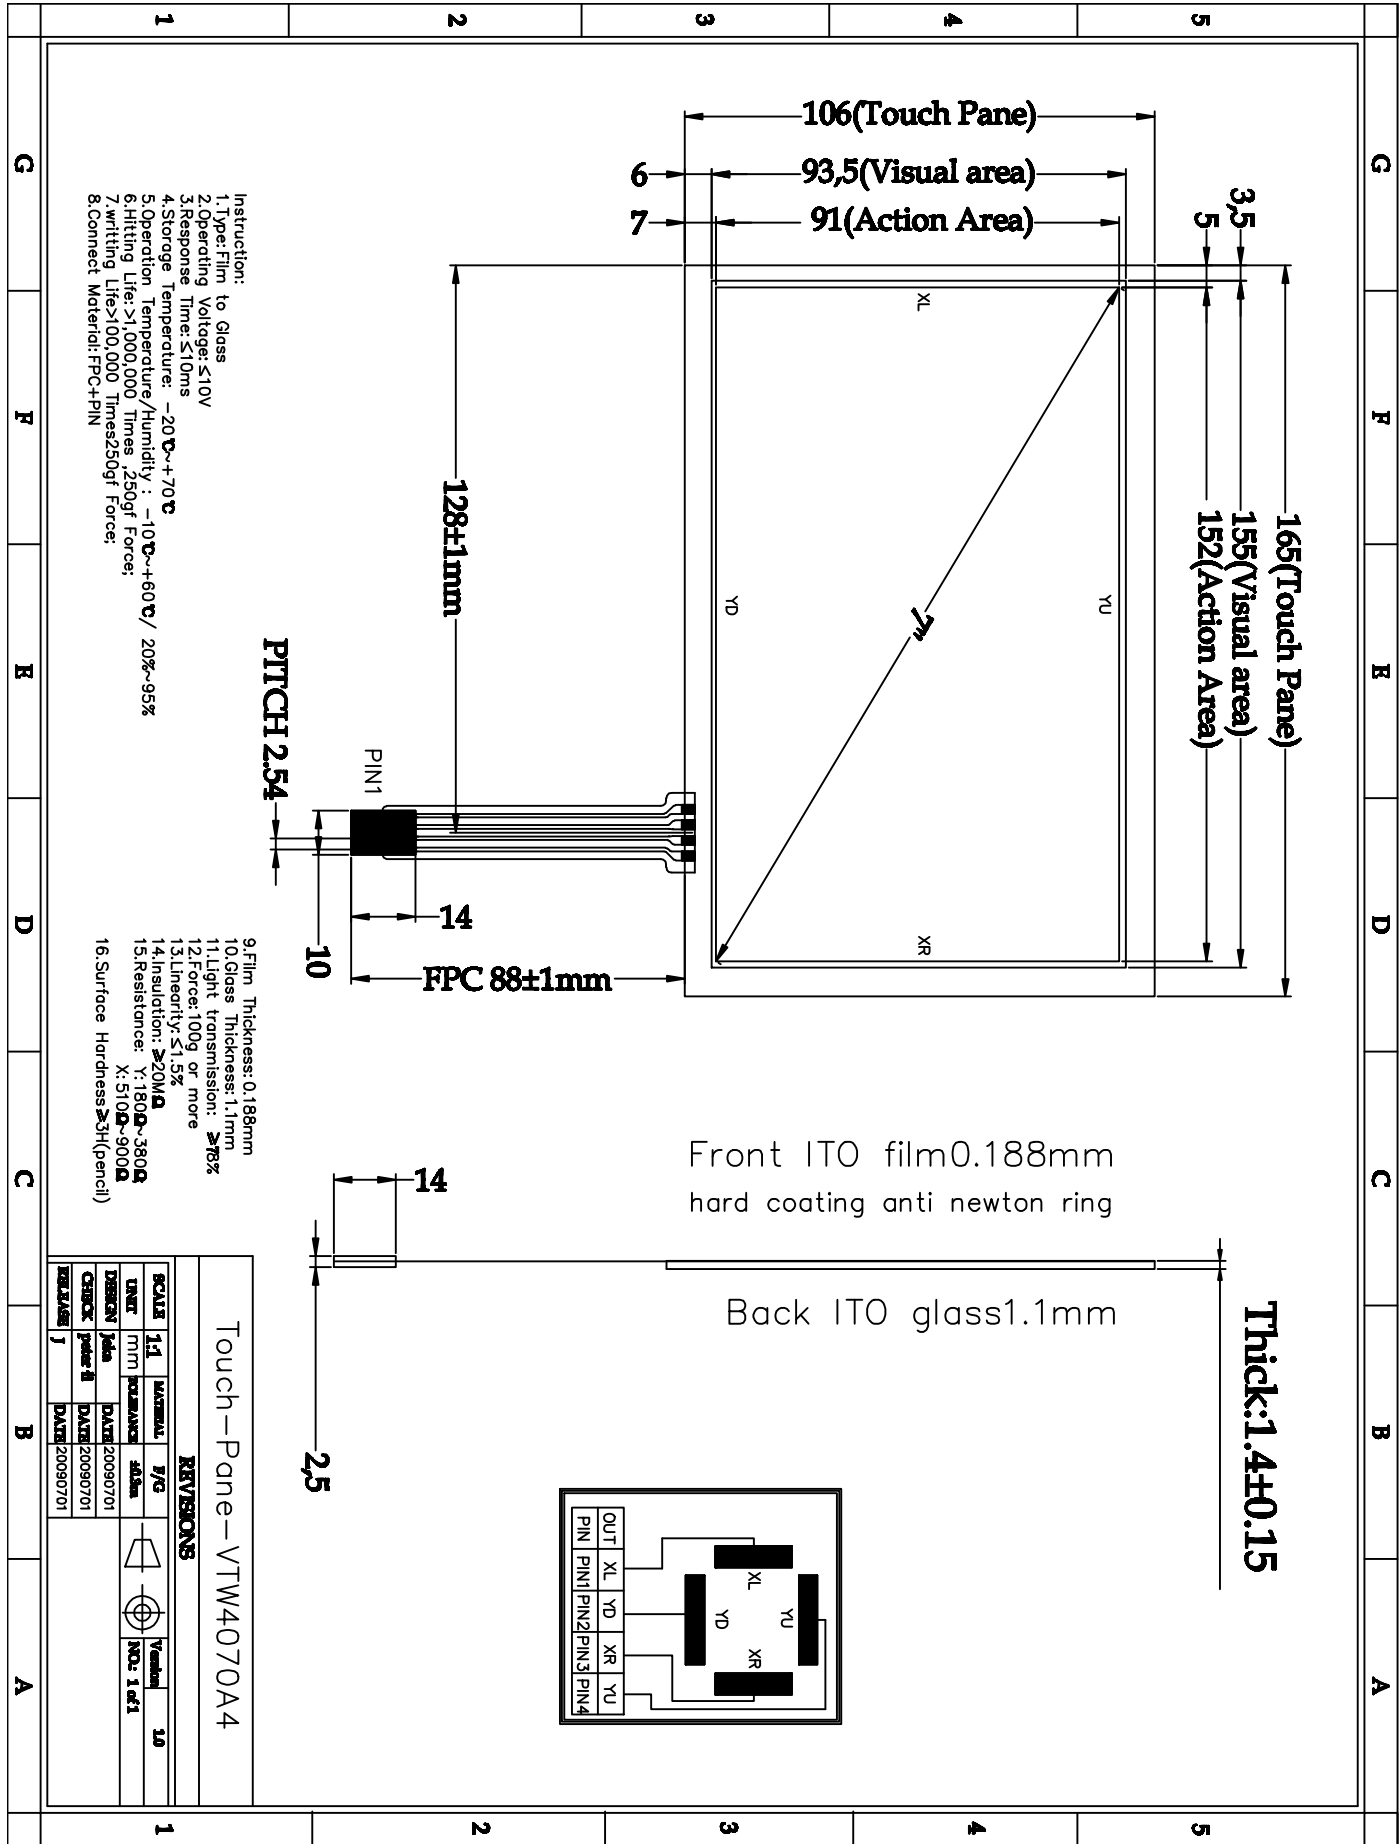 G
F
E
D
C
B
A
5
4
3
2
1
165(Touch Pane)
155(Visual area)
152(Action Area)
3,5
5
106(Touch Pane)
93,5(Visual area)
91(Action Area)
6
7
XL
YU
YD
XR
7"
128±1mm
PITCH 2.54
PIN1
14
10
FPC 88±1mm
Front ITO film0.188mm
hard coating anti newton ring
Back ITO glass1.1mm
Thick:1.4±0.15
14
2,5
XL
YU
YD
XR
OUT XL YD XR YU
PIN PIN1 PIN2 PIN3 PIN4
Instruction:
1.Type:Film to Glass
2.Operating Voltage:≤10V
3.Response Time:≤10ms
4.Storage Temperature: -20℃~+70℃
5.Operation Temperature/Humidity: -10℃~+60℃/ 20%~95%
6.Hitting Life:>1,000,000 Times ,250gf Force;
7.writting Life>100,000 Times250gf Force;
8.Connect Material:FPC+PIN
9.Film Thickness:0.188mm
10.Glass Thickness:1.1mm
11.Light transmission: ≥78%
12.Force:100g or more
13.Linearity:≤1.5%
14.Insulation: ≥20MΩ
15.Resistance: Y:180Ω~380Ω
X:510Ω~900Ω
16.Surface Hardness≥3H(pencil)
Touch-Pane-VTW4070A4
REVISIONS
SCALE 1:1 MATERIAL F/G Version 1.0
UNIT mm TOLERANCE NO.: 1 of 1
DESIGN DATE 20090701
CHECK DATE 20090701
RELEASE J DATE 20090701
G
F
E
D
C
B
A
5
4
3
2
1